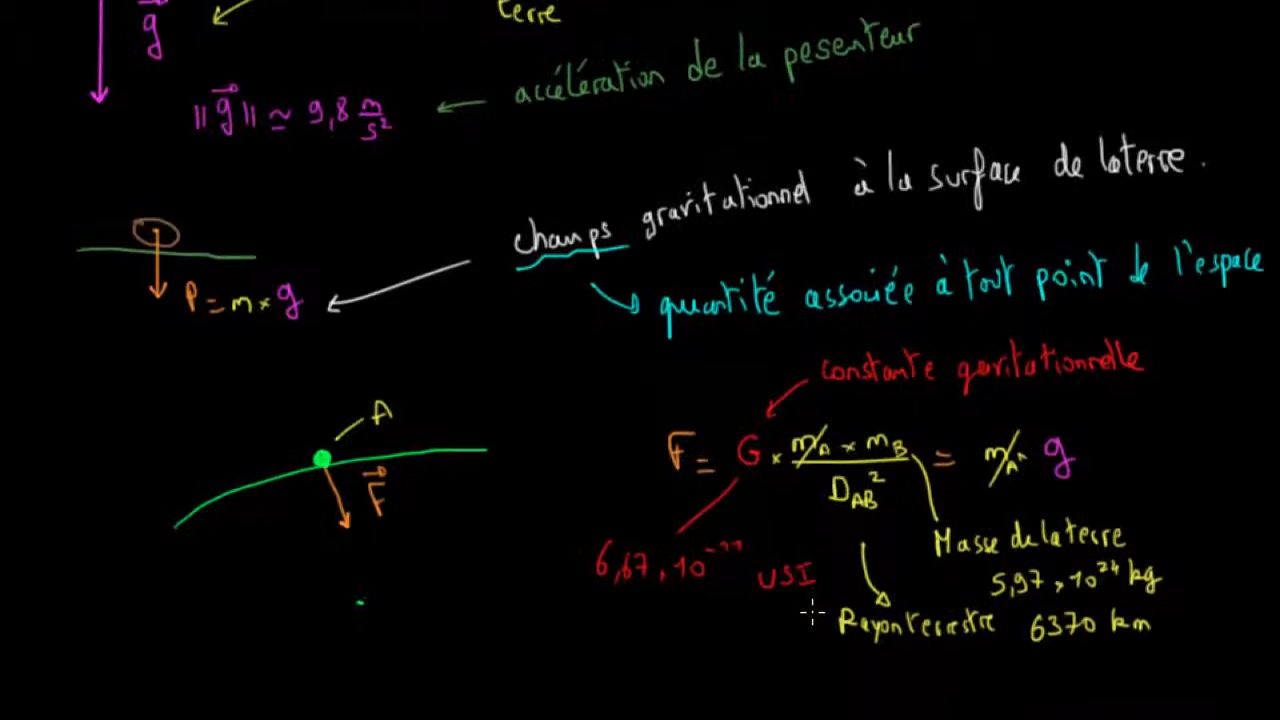 g
terre
accélération de la pesenteur
||g|| ≃ 9,8 m/s²
champs gravitationnel à la surface de la terre.
P = m × g
quantité associée à tout point de l'espace
constante gravitationnelle
A
F = G × mA × mB / DAB² = mA × g
F
Masse de la terre
6,67.10⁻¹¹ USI
5,97.10²⁴ kg
Rayon terrestre 6370 km